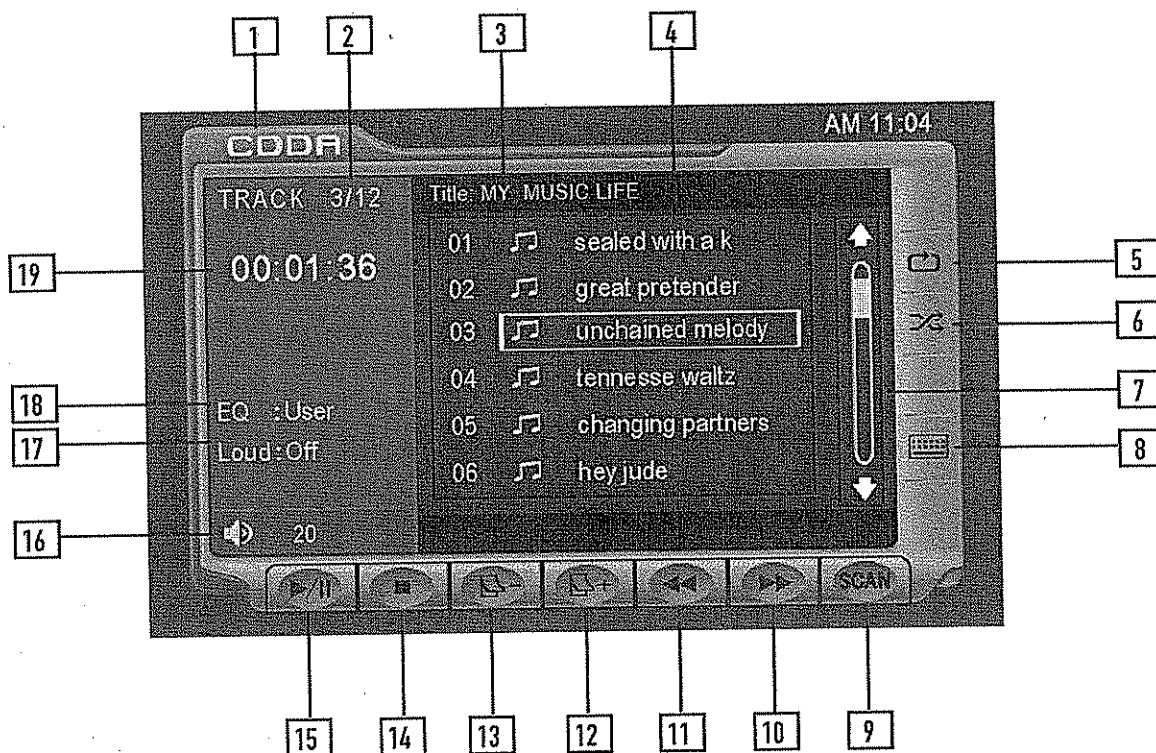 1 2 3 4
CDDA
AM 11:04
TRACK 3/12
Title: MY MUSIC LIFE
01 sealed with a k
19
00:01:36
5
02 great pretender
6
03 unchained melody
04 tennesse waltz
7
18
EQ :User
05 changing partners
17
Loud:Off
8
06 hey jude
16
20
SCAN
15 14 13 12 11 10 9